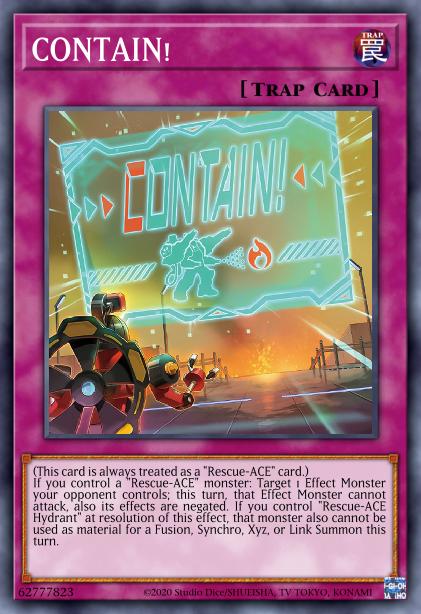 CONTAIN!
TRAP
罠
[TRAP CARD]
CONTAIN!
(This card is always treated as a "Rescue-ACE" card.)
If you control a "Rescue-ACE" monster: Target 1 Effect Monster
your opponent controls; this turn, that Effect Monster cannot
attack, also its effects are negated. If you control "Rescue-ACE
Hydrant" at resolution of this effect, that monster also cannot be
used as material for a Fusion, Synchro, Xyz, or Link Summon this
turn.
62777823
©2020 Studio Dice/SHUEISHA, TV TOKYO, KONAMI